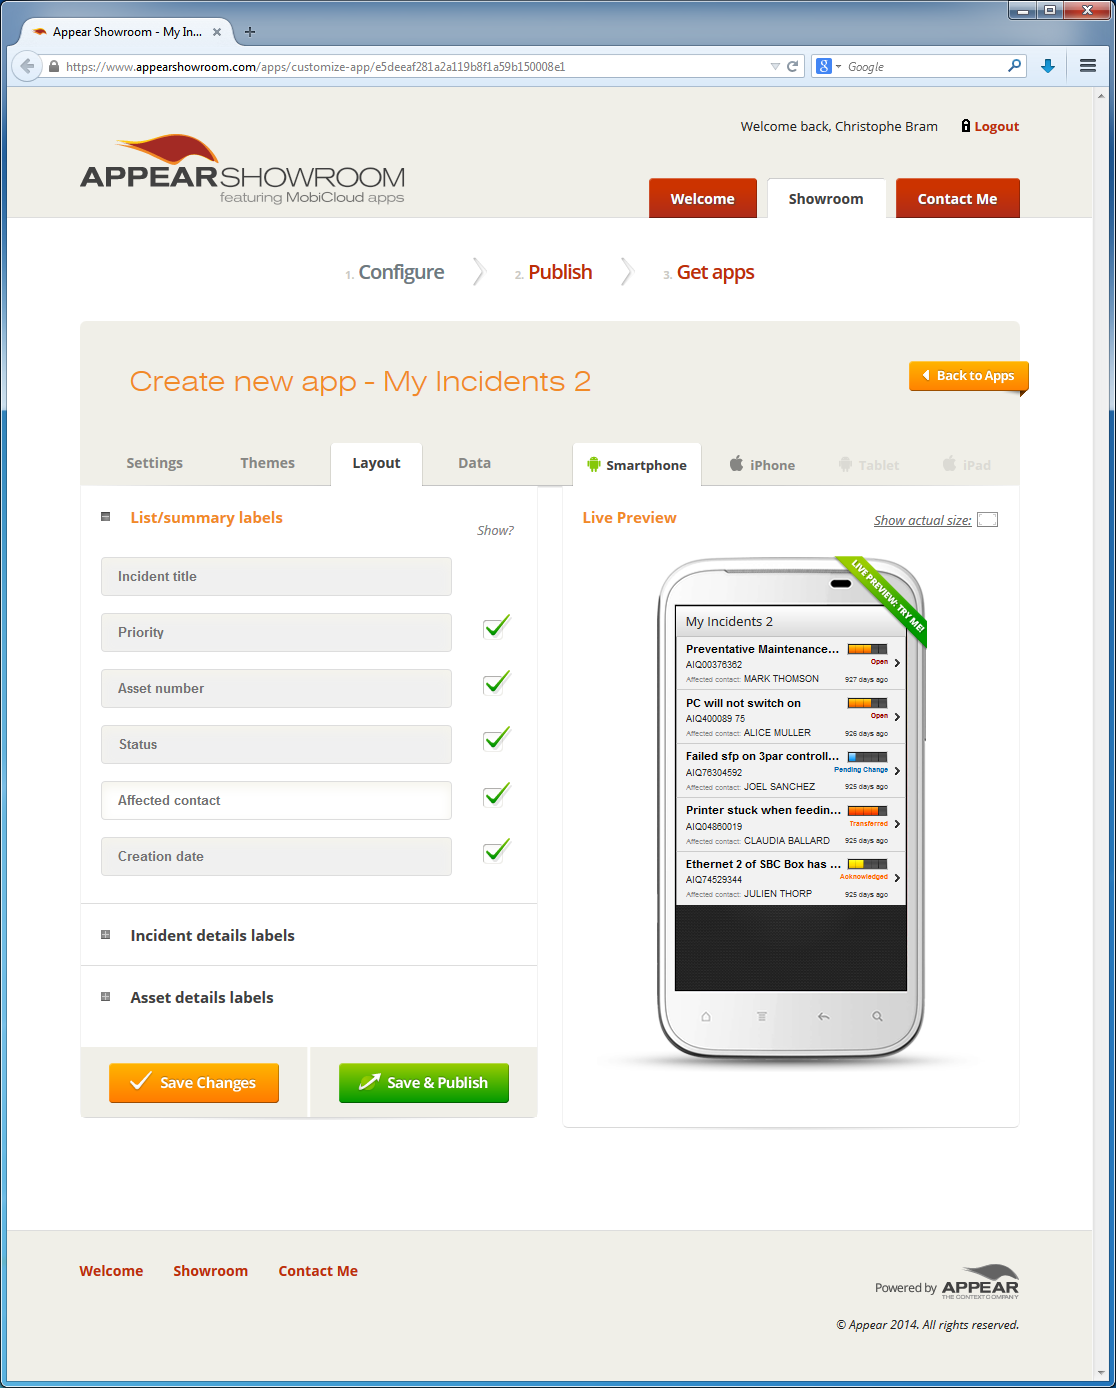 Appear Showroom - My In...
https://www.appearshowroom.com/apps/customize-app/e5deeaf281a2a119b8f1a59b150008e1
Google
Welcome back, Christophe Bram
Logout
APPEARSHOWROOM
featuring MobiCloud apps
Welcome
Showroom
Contact Me
1. Configure
2. Publish
3. Get apps
Create new app - My Incidents 2
Back to Apps
Settings
Themes
Layout
Data
Smartphone
iPhone
Tablet
iPad
List/summary labels
Show?
Incident title
Priority
Asset number
Status
Affected contact
Creation date
Incident details labels
Asset details labels
Save Changes
Save & Publish
Live Preview
Show actual size:
LIVE PREVIEW: TRY ME!
My Incidents 2
Preventative Maintenance...
AIQ00376362
Open
Affected contact: MARK THOMSON
927 days ago
PC will not switch on
AIQ400089 75
Open
Affected contact: ALICE MULLER
926 days ago
Failed sfp on 3par controll...
AIQ76304592
Pending Change
Affected contact: JOEL SANCHEZ
925 days ago
Printer stuck when feedin...
AIQ04860019
Transferred
Affected contact: CLAUDIA BALLARD
925 days ago
Ethernet 2 of SBC Box has ...
AIQ74529344
Acknowledged
Affected contact: JULIEN THORP
925 days ago
Welcome
Showroom
Contact Me
Powered by APPEAR
THE CONTEXT COMPANY
© Appear 2014. All rights reserved.